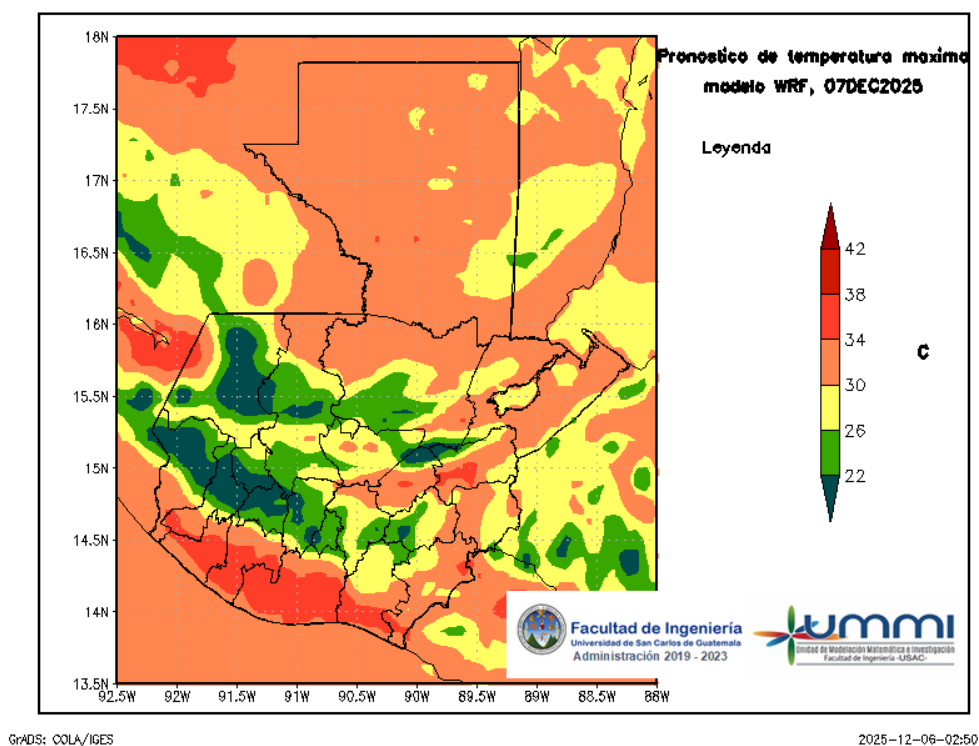 Pronostico de temperatura maxima
modelo WRF, 07DEC2025
Leyenda
42
38
34
30
26
22
C
18N
17.5N
17N
16.5N
16N
15.5N
15N
14.5N
14N
13.5N
92.5W 92W 91.5W 91W 90.5W 90W 89.5W 89W 88.5W 88W
Facultad de Ingeniería
Universidad de San Carlos de Guatemala
Administración 2019 - 2023
ummi
Unidad de Modelación Matemática e Investigación
Facultad de Ingeniería -USAC-
GrADS: COLA/IGES
2025-12-06-02:50